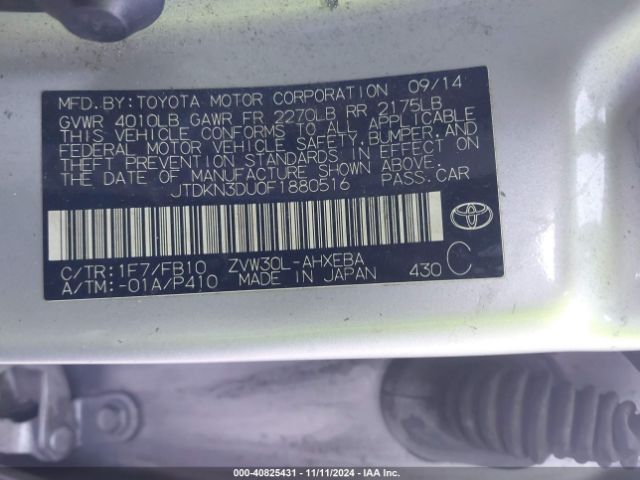 MFD.BY:TOYOTA MOTOR CORPORATION 09/14
GVWR 4010LB GAWR FR 2270LB RR 2175LB
THIS VEHICLE CONFORMS TO ALL APPLICABLE
FEDERAL MOTOR VEHICLE SAFETY,BUMPER,AND
THEFT PREVENTION STANDARDS IN EFFECT ON
THE DATE OF MANUFACTURE SHOWN ABOVE.
JTDKN3DU0F1880516 PASS.CAR
C/TR:1F7/FB10 ZVW30L-AHXEBA
A/TM:-01A/P410 MADE IN JAPAN 430 C
000-40825431 - 11/11/2024 - IAA Inc.